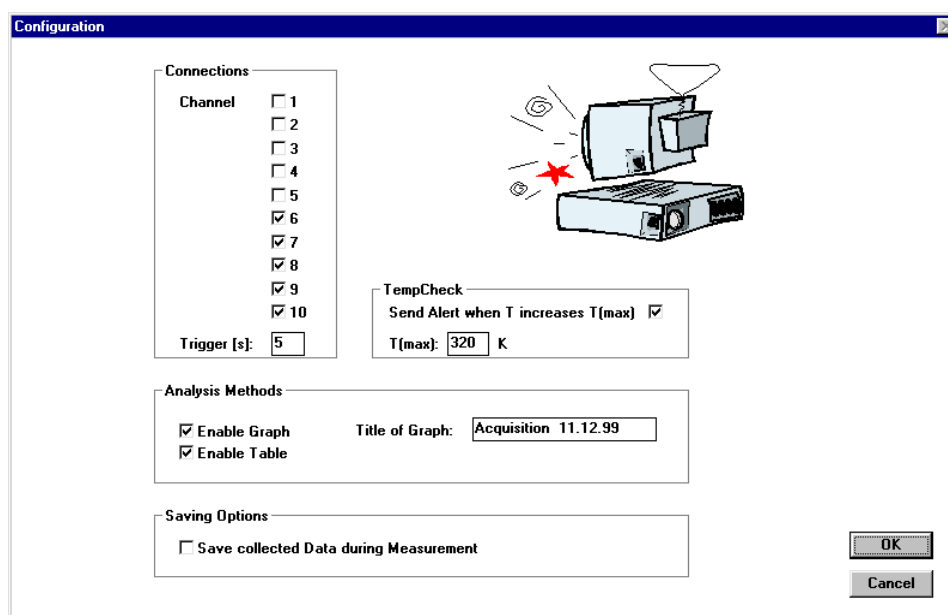 Configuration
Connections
Channel 1
2
3
4
5
6
7
8
9
10
Trigger [s]: 5
TempCheck
Send Alert when T increases T(max)
T(max): 320 K
Analysis Methods
Enable Graph
Title of Graph: Acquisition 11.12.99
Enable Table
Saving Options
Save collected Data during Measurement
OK
Cancel